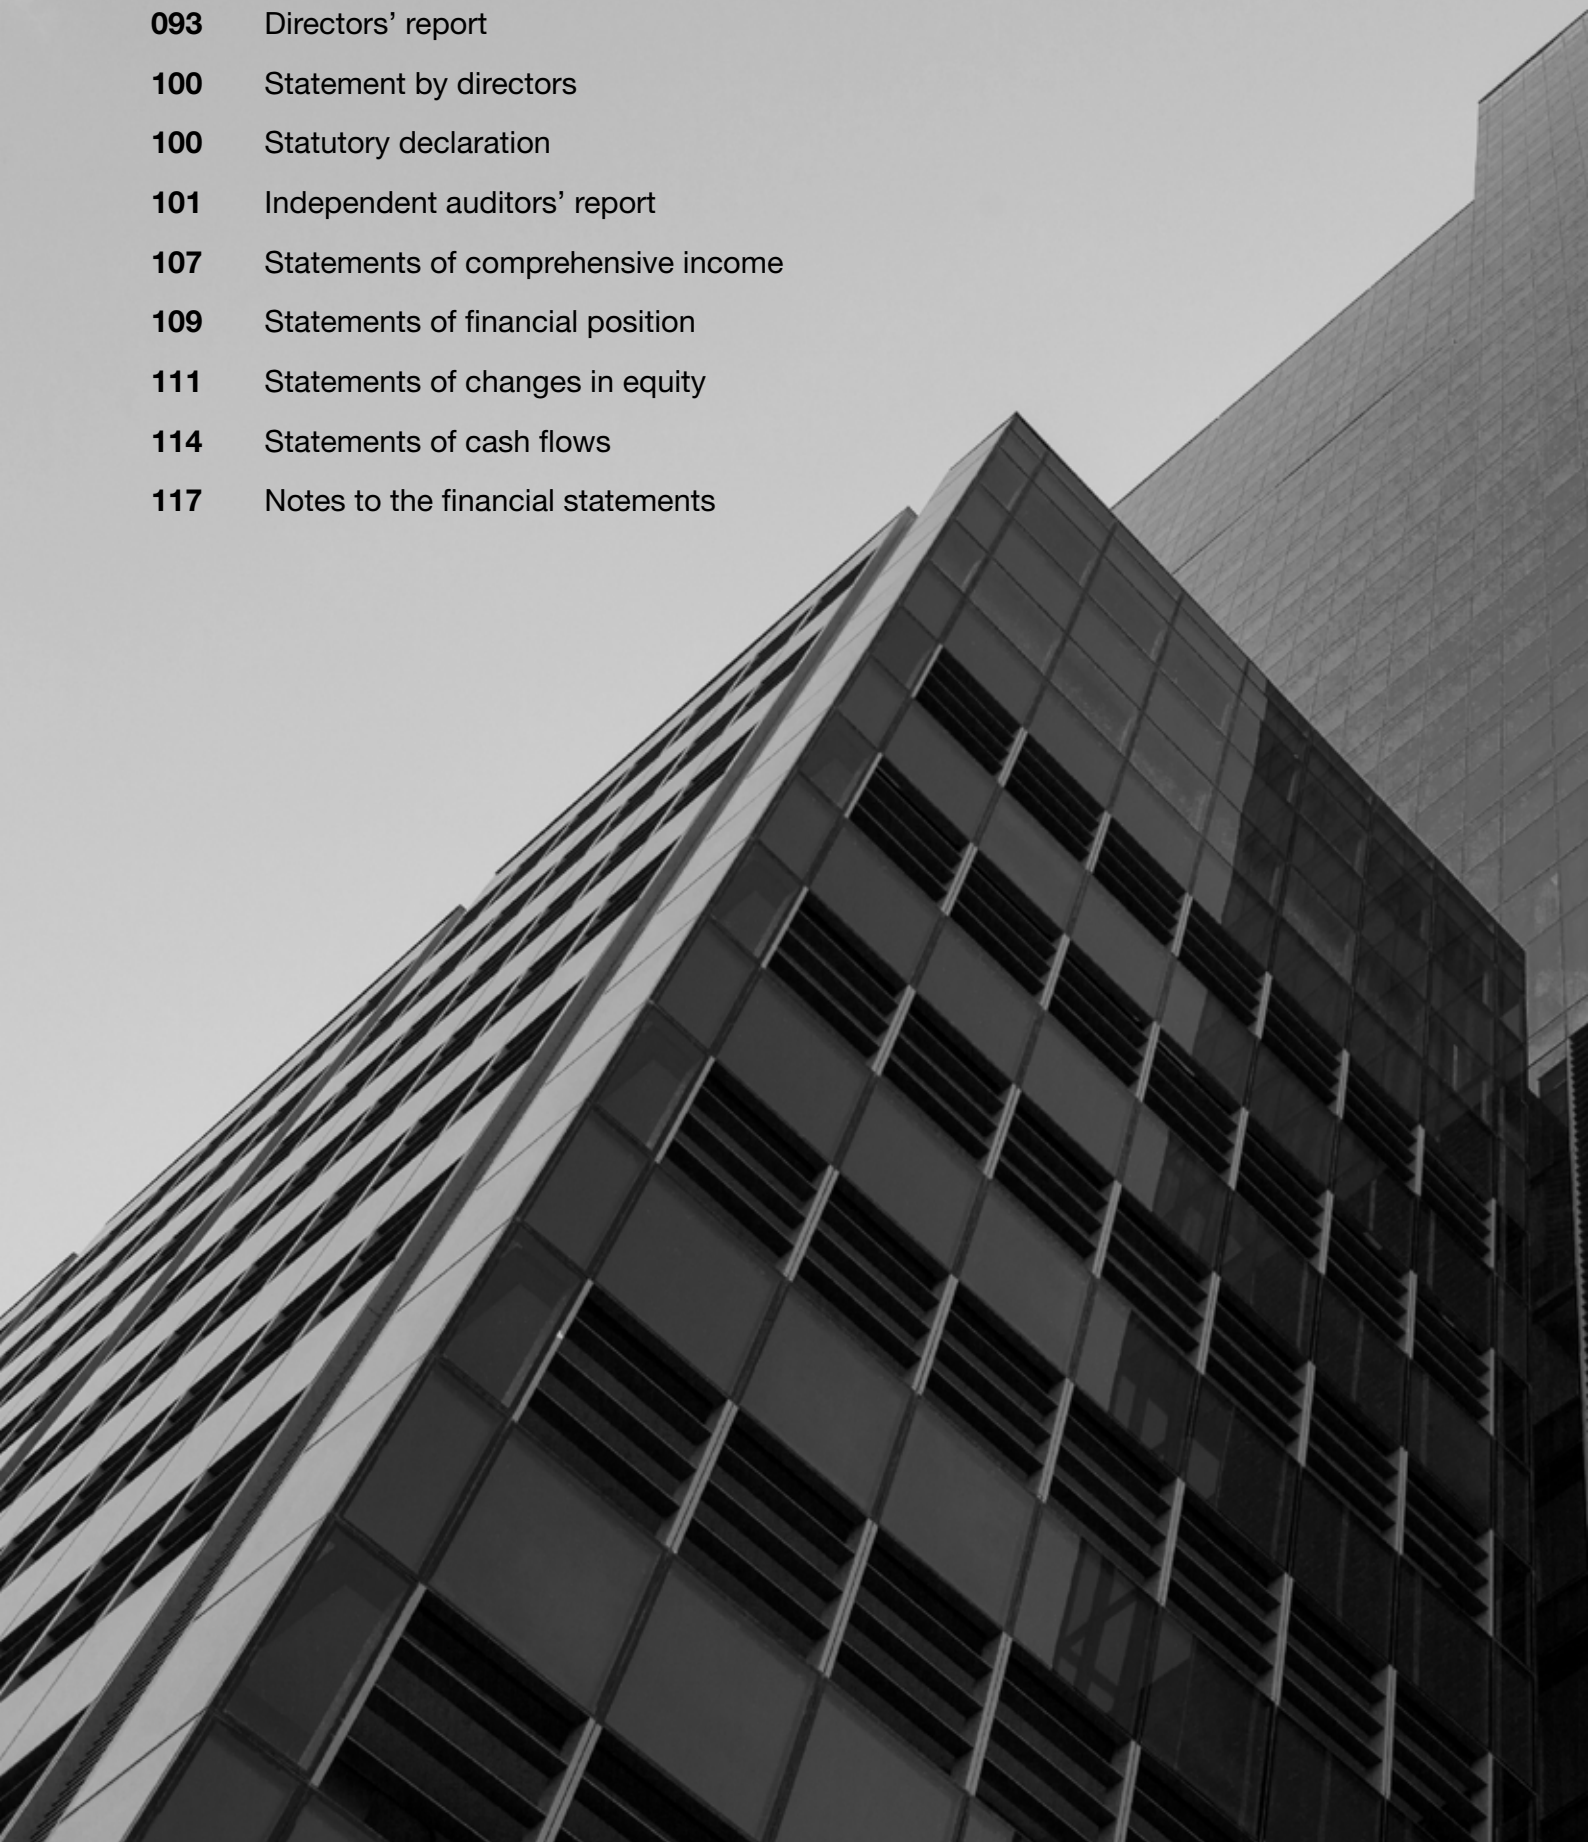 093 Directors’ report
100 Statement by directors
100 Statutory declaration
101 Independent auditors’ report
107 Statements of comprehensive income
109 Statements of financial position
111 Statements of changes in equity
114 Statements of cash flows
117 Notes to the financial statements